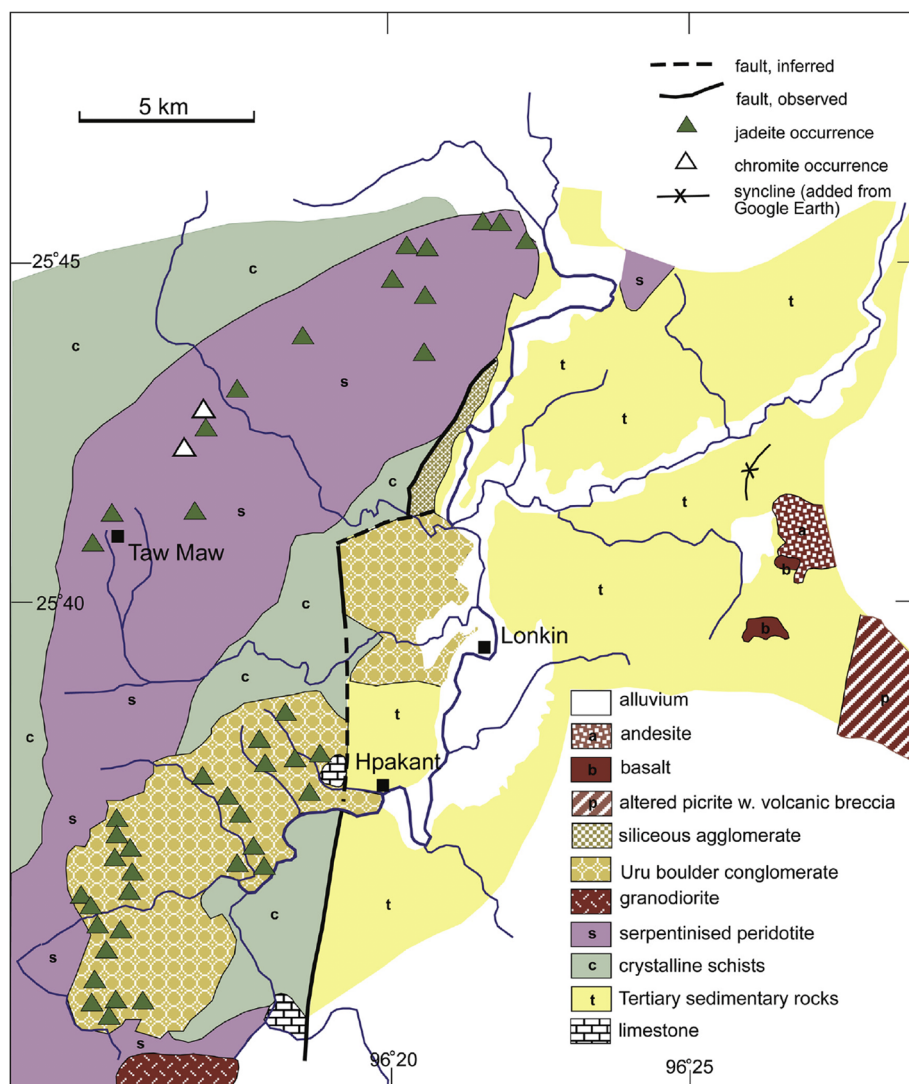 5 km
fault, inferred
fault, observed
jadeite occurrence
chromite occurrence
syncline (added from
Google Earth)
25°45
c
s
t
c
s
t
t
c
t
s
a
Taw Maw
b
25°40
c
t
Lonkin
b
c
s
c
t
p
Hpakant
s
c
t
s
s
alluvium
a andesite
b basalt
p altered picrite w. volcanic breccia
siliceous agglomerate
Uru boulder conglomerate
granodiorite
s serpentinised peridotite
c crystalline schists
t Tertiary sedimentary rocks
limestone
96°20
96°25